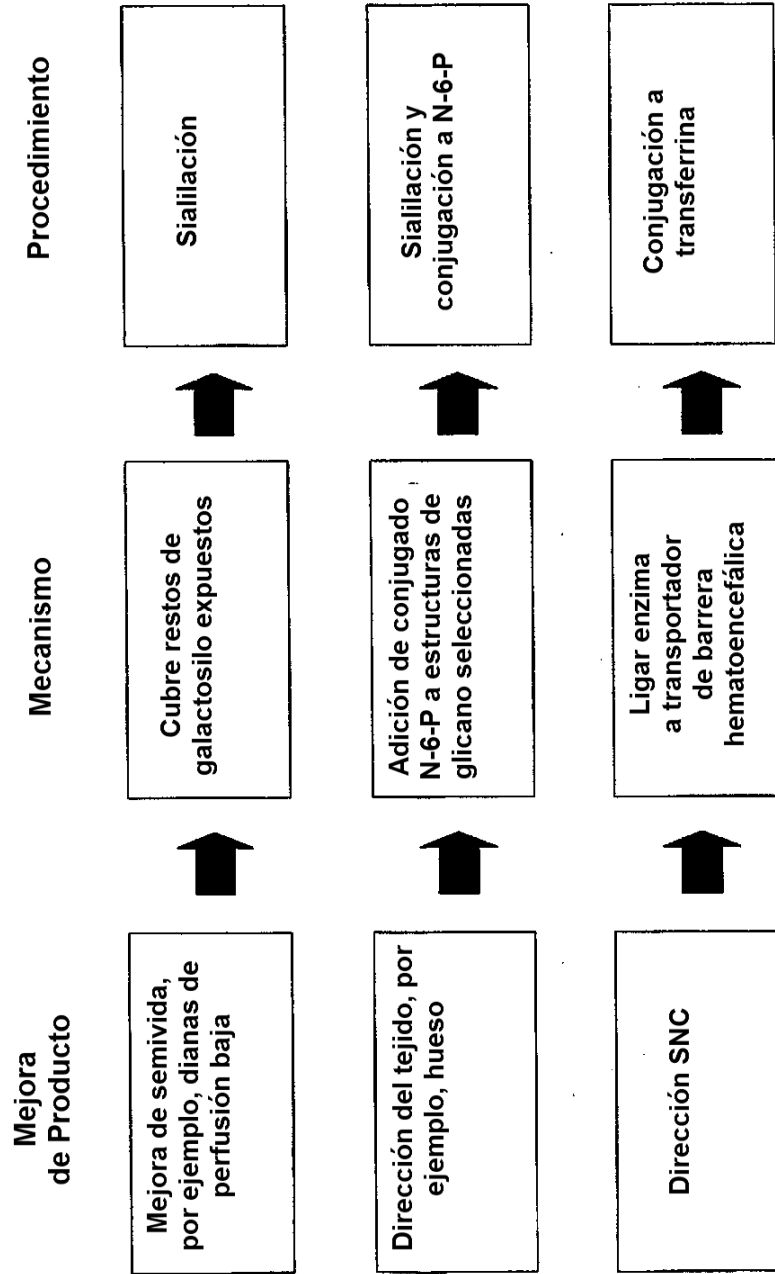 Mejora
de Producto
Mecanismo
Procedimiento
Mejora de semivida,
por ejemplo, dianas de
perfusión baja
Cubre restos de
galactosilo expuestos
Sialilación
Dirección del tejido, por
ejemplo, hueso
Adición de conjugado
N-6-P a estructuras de
glicano seleccionadas
Sialilación y
conjugación a N-6-P
Dirección SNC
Ligar enzima
a transportador
de barrera
hematoencefálica
Conjugación a
transferrina